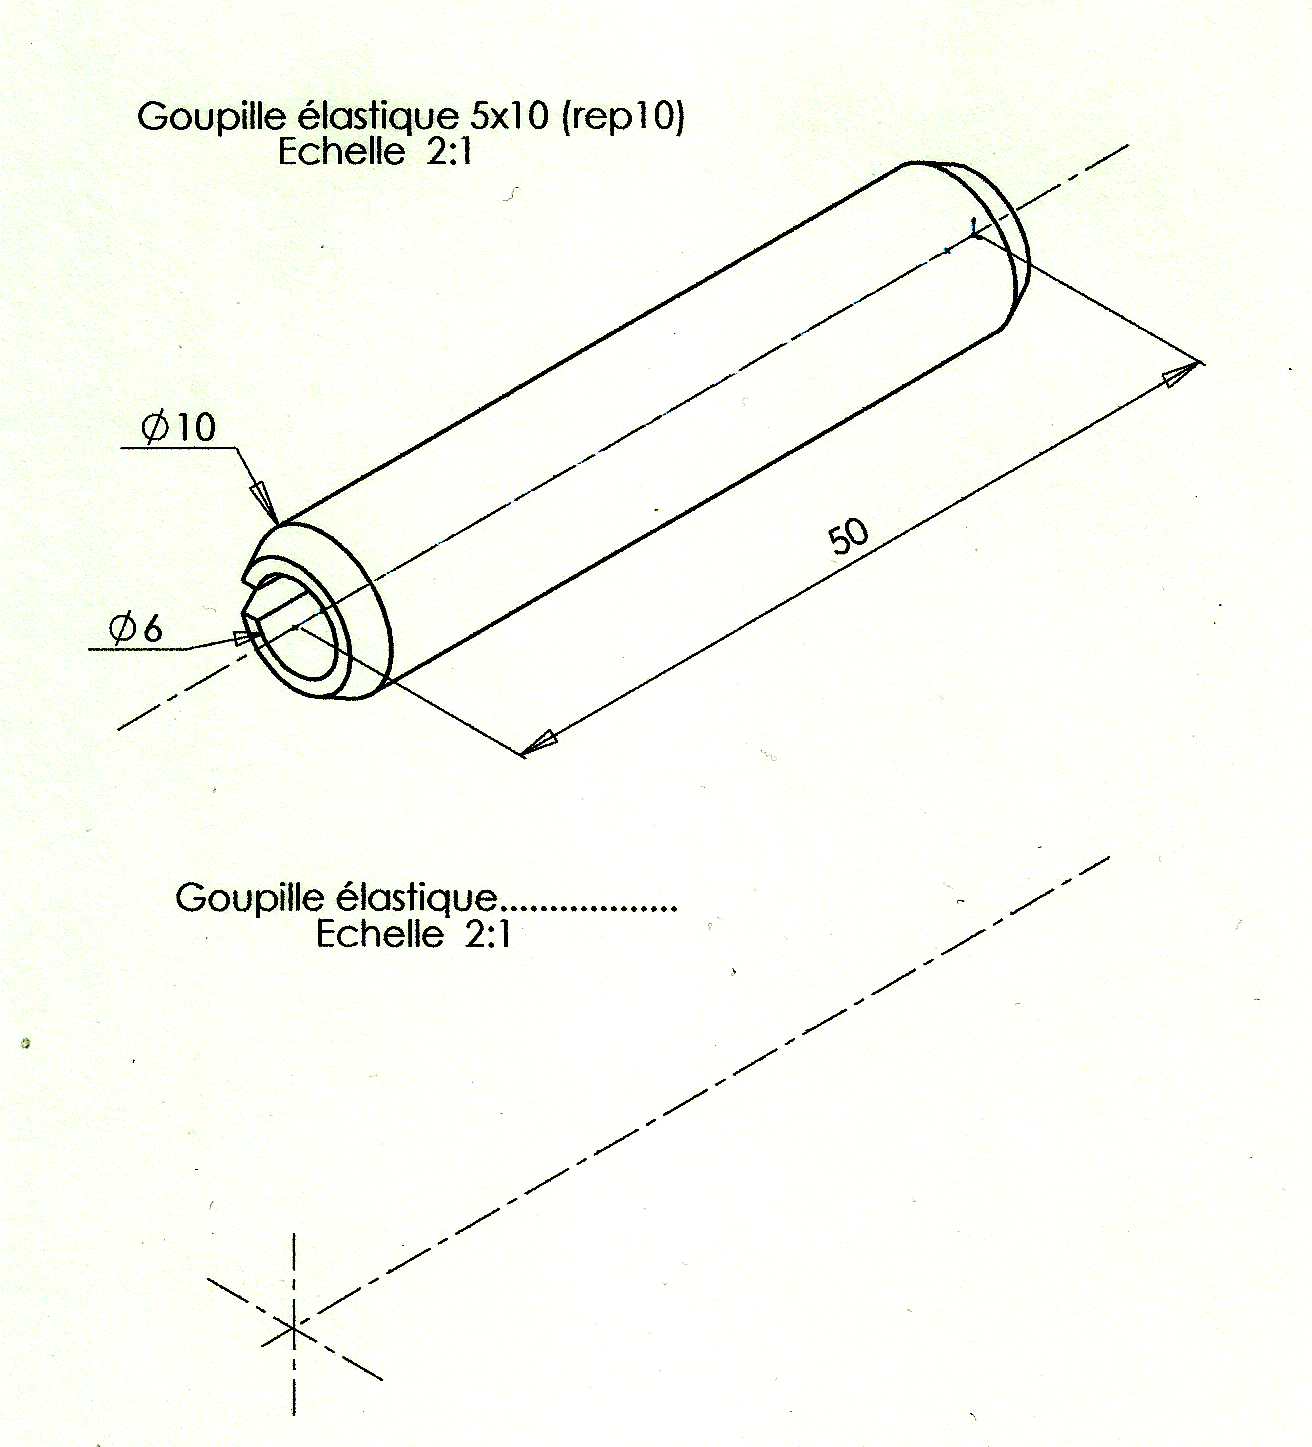 Goupille élastique 5x10 (rep10)
Echelle 2:1
Ø10
Ø6
50
Goupille élastique..................
Echelle 2:1